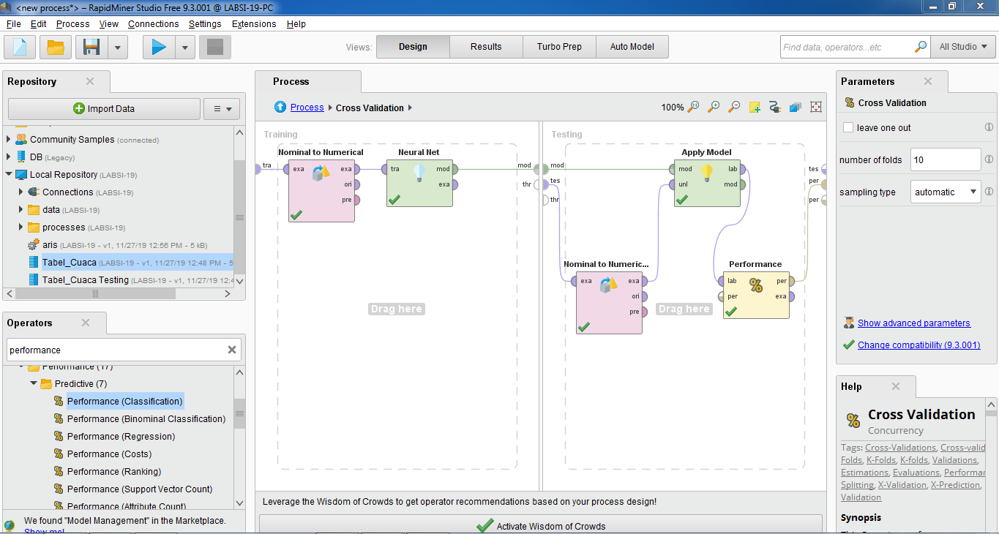 <new process*> – RapidMiner Studio Free 9.3.001 @ LABSI-19-PC
File Edit Process View Connections Settings Extensions Help
Views: Design Results Turbo Prep Auto Model
Find data, operators...etc
All Studio
Repository
Import Data
Community Samples (connected)
DB (Legacy)
Local Repository (LABSI-19)
Connections (LABSI-19)
data (LABSI-19)
processes (LABSI-19)
aris (LABSI-19 - v1, 11/27/19 12:56 PM - 5 kB)
Tabel_Cuaca (LABSI-19 - v1, 11/27/19 12:48 PM - 5
Tabel_Cuaca Testing (LABSI-19 - v1, 11/27/19 12:4
Operators
performance
Performance (17)
Predictive (7)
Performance (Classification)
Performance (Binominal Classification)
Performance (Regression)
Performance (Costs)
Performance (Ranking)
Performance (Support Vector Count)
Performance (Attribute Count)
We found "Model Management" in the Marketplace.
Show me!
Process
Process Cross Validation
100%
Training
Nominal to Numerical
tra
exa exa
ori
pre
Neural Net
tra mod
exa
mod
thr
Drag here
Testing
mod
tes
thr
Apply Model
mod lab
unl mod
Nominal to Numeric...
exa exa
ori
pre
Performance
lab per
per exa
tes
per
per
Drag here
Leverage the Wisdom of Crowds to get operator recommendations based on your process design!
Activate Wisdom of Crowds
Parameters
Cross Validation
leave one out
number of folds 10
sampling type automatic
Show advanced parameters
Change compatibility (9.3.001)
Help
Cross Validation
Concurrency
Tags: Cross-Validations, Cross-valid
Folds, K-Folds, K-folds, Validations,
Estimations, Evaluations, Performan
Splitting, X-Validation, X-Prediction,
Validation
Synopsis